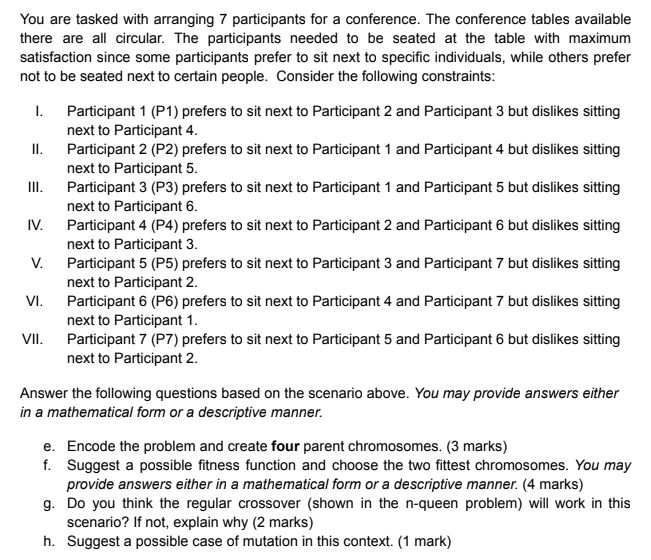 You are tasked with arranging 7 participants for a conference. The conference tables available
there are all circular. The participants needed to be seated at the table with maximum
satisfaction since some participants prefer to sit next to specific individuals, while others prefer
not to be seated next to certain people. Consider the following constraints:
I. Participant 1 (P1) prefers to sit next to Participant 2 and Participant 3 but dislikes sitting
next to Participant 4.
II. Participant 2 (P2) prefers to sit next to Participant 1 and Participant 4 but dislikes sitting
next to Participant 5.
III. Participant 3 (P3) prefers to sit next to Participant 1 and Participant 5 but dislikes sitting
next to Participant 6.
IV. Participant 4 (P4) prefers to sit next to Participant 2 and Participant 6 but dislikes sitting
next to Participant 3.
V. Participant 5 (P5) prefers to sit next to Participant 3 and Participant 7 but dislikes sitting
next to Participant 2.
VI. Participant 6 (P6) prefers to sit next to Participant 4 and Participant 7 but dislikes sitting
next to Participant 1.
VII. Participant 7 (P7) prefers to sit next to Participant 5 and Participant 6 but dislikes sitting
next to Participant 2.
Answer the following questions based on the scenario above. You may provide answers either
in a mathematical form or a descriptive manner.
e. Encode the problem and create four parent chromosomes. (3 marks)
f. Suggest a possible fitness function and choose the two fittest chromosomes. You may
provide answers either in a mathematical form or a descriptive manner. (4 marks)
g. Do you think the regular crossover (shown in the n-queen problem) will work in this
scenario? If not, explain why (2 marks)
h. Suggest a possible case of mutation in this context. (1 mark)